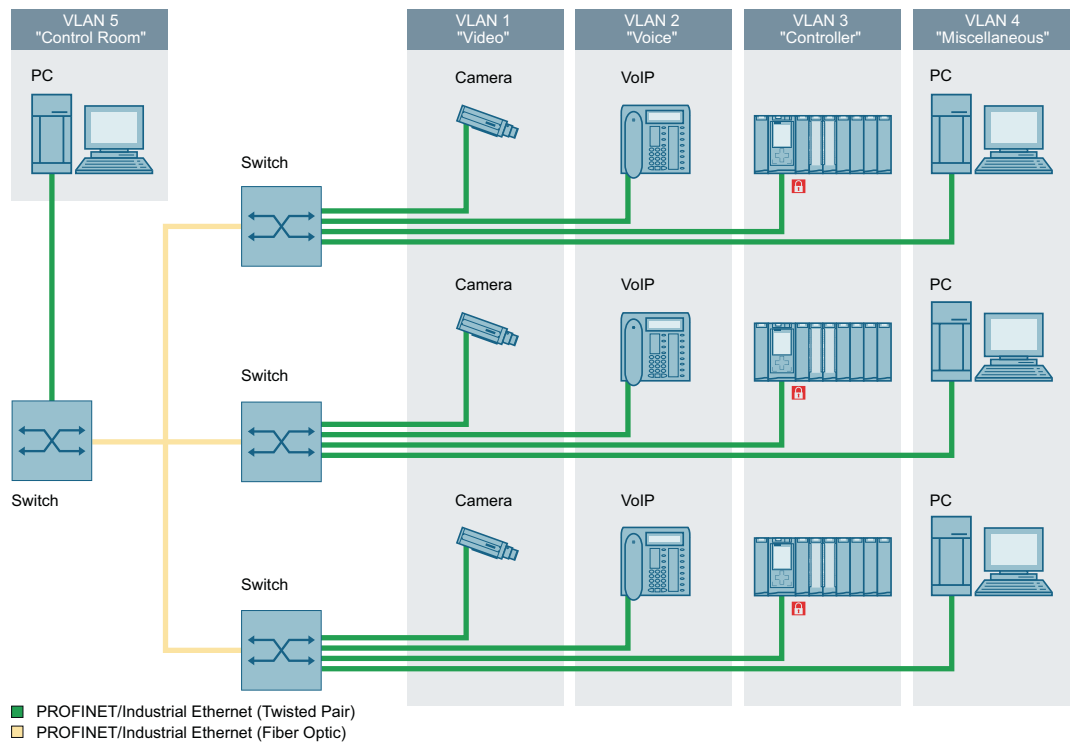 VLAN 5
"Control Room"
VLAN 1
"Video"
VLAN 2
"Voice"
VLAN 3
"Controller"
VLAN 4
"Miscellaneous"
PC
Camera
VoIP
PC
Switch
Camera
VoIP
PC
Switch
Switch
Camera
VoIP
PC
Switch
PROFINET/Industrial Ethernet (Twisted Pair)
PROFINET/Industrial Ethernet (Fiber Optic)